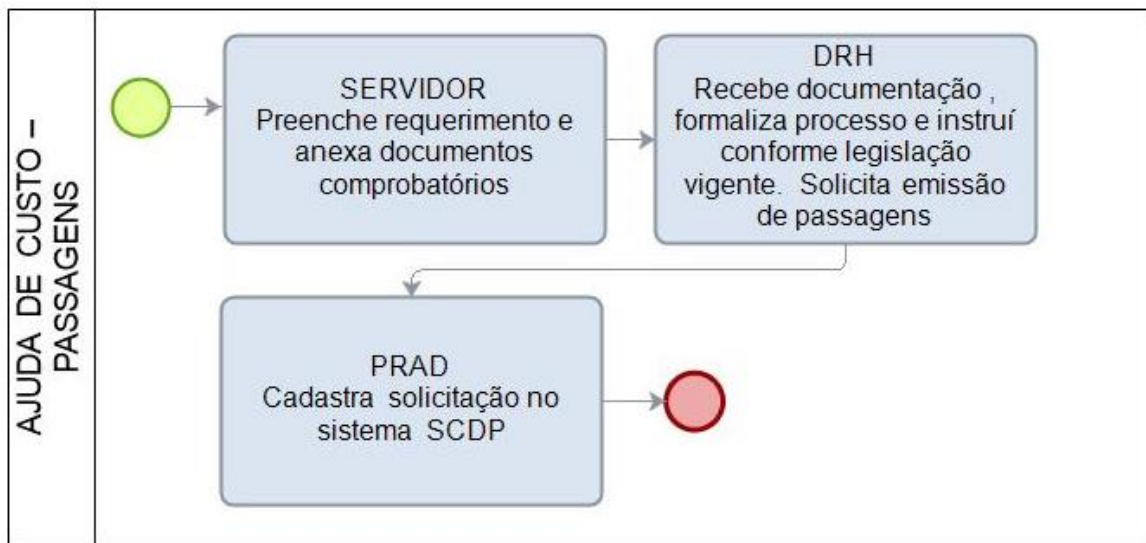 AJUDA DE CUSTO –
PASSAGENS
SERVIDOR
Preenche requerimento e
anexa documentos
comprobatórios
DRH
Recebe documentação ,
formaliza processo e instruí
conforme legislação
vigente. Solicita emissão
de passagens
PRAD
Cadastra solicitação no
sistema SCDP